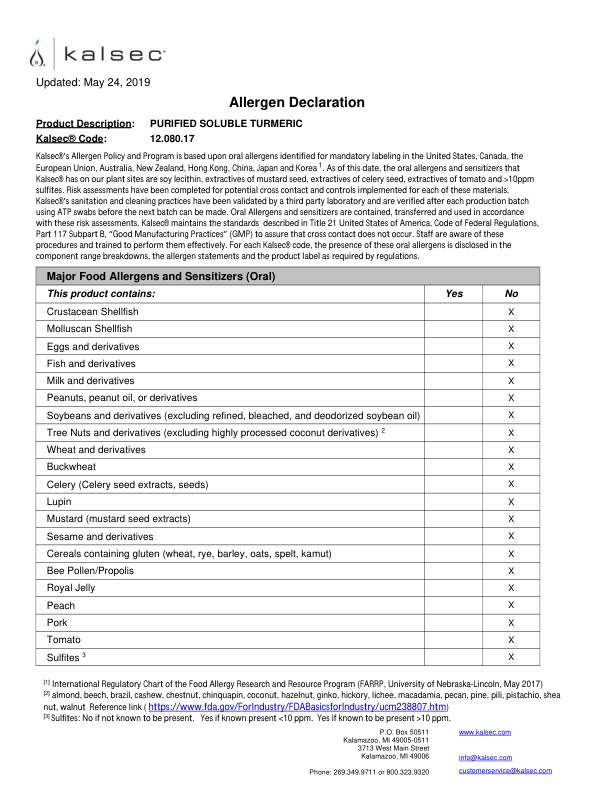 kalsec®
Updated: May 24, 2019
Allergen Declaration
Product Description: PURIFIED SOLUBLE TURMERIC
Kalsec® Code: 12.080.17
Kalsec®'s Allergen Policy and Program is based upon oral allergens identified for mandatory labeling in the United States, Canada, the
European Union, Australia, New Zealand, Hong Kong, China, Japan and Korea 1. As of this date, the oral allergens and sensitizers that
Kalsec® has on our plant sites are soy lecithin, extractives of mustard seed, extractives of celery seed, extractives of tomato and >10ppm
sulfites. Risk assessments have been completed for potential cross contact and controls implemented for each of these materials.
Kalsec®'s sanitation and cleaning practices have been validated by a third party laboratory and are verified after each production batch
using ATP swabs before the next batch can be made. Oral Allergens and sensitizers are contained, transferred and used in accordance
with these risk assessments. Kalsec® maintains the standards described in Title 21 United States of America, Code of Federal Regulations,
Part 117 Subpart B, “Good Manufacturing Practices” (GMP) to assure that cross contact does not occur. Staff are aware of these
procedures and trained to perform them effectively. For each Kalsec® code, the presence of these oral allergens is disclosed in the
component range breakdowns, the allergen statements and the product label as required by regulations.
Major Food Allergens and Sensitizers (Oral)
This product contains: Yes No
Crustacean Shellfish X
Molluscan Shellfish X
Eggs and derivatives X
Fish and derivatives X
Milk and derivatives X
Peanuts, peanut oil, or derivatives X
Soybeans and derivatives (excluding refined, bleached, and deodorized soybean oil) X
Tree Nuts and derivatives (excluding highly processed coconut derivatives) 2 X
Wheat and derivatives X
Buckwheat X
Celery (Celery seed extracts, seeds) X
Lupin X
Mustard (mustard seed extracts) X
Sesame and derivatives X
Cereals containing gluten (wheat, rye, barley, oats, spelt, kamut) X
Bee Pollen/Propolis X
Royal Jelly X
Peach X
Pork X
Tomato X
Sulfites 3 X
[1] International Regulatory Chart of the Food Allergy Research and Resource Program (FARRP, University of Nebraska-Lincoln, May 2017)
[2] almond, beech, brazil, cashew, chestnut, chinquapin, coconut, hazelnut, ginko, hickory, lichee, macadamia, pecan, pine, pili, pistachio, shea
nut, walnut Reference link ( https://www.fda.gov/ForIndustry/FDABasicsforIndustry/ucm238807.htm)
[3] Sulfites: No if not known to be present. Yes if known present <10 ppm. Yes if known to be present >10 ppm.
P.O. Box 50511 www.kalsec.com
Kalamazoo, MI 49005-0511
3713 West Main Street
Kalamazoo, MI 49006 info@kalsec.com
Phone: 269.349.9711 or 800.323.9320 customerservice@kalsec.com